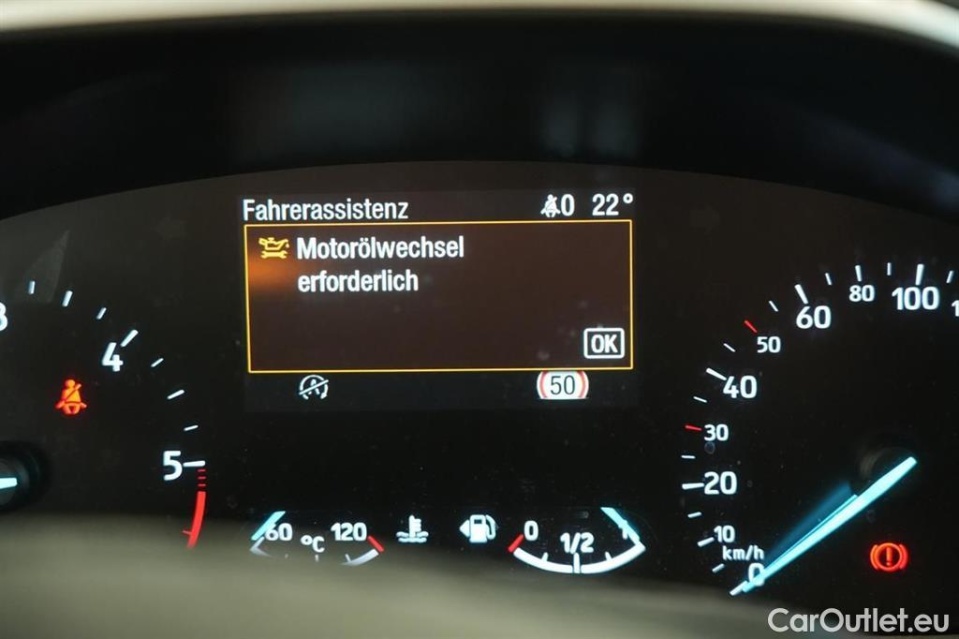 Fahrerassistenz 0 22°
Motorölwechsel
erforderlich
OK
50
4
5
60 °C 120
0 1/2 1
0 10 20 30 40 50 60 80 100
km/h
CarOutlet.eu